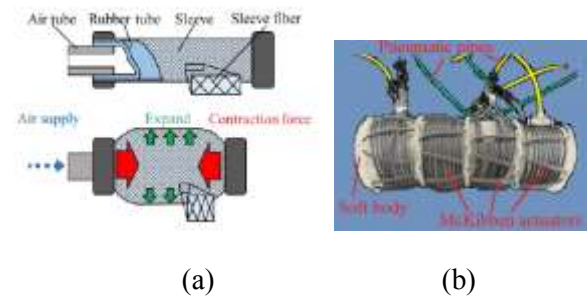 Air tube Rubber tube Sleeve Sleeve fiber
Air supply Expand Contraction force
Pneumatic pipes
Soft body
McKibben actuators
(a) (b)